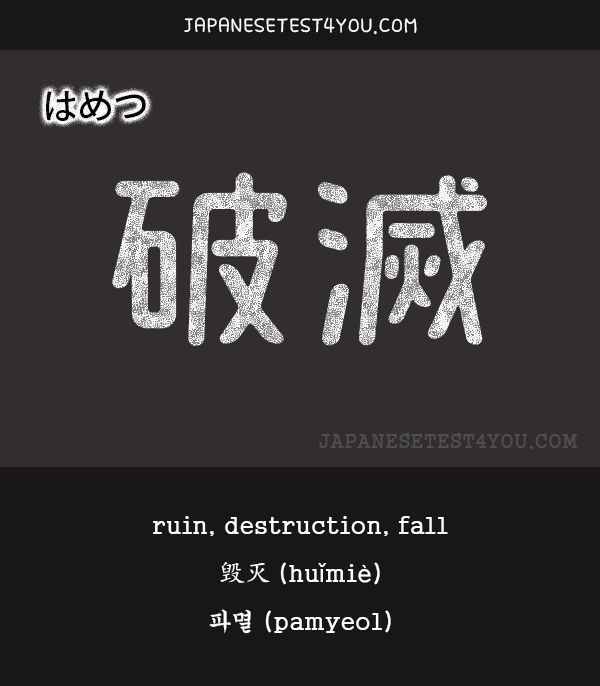 JAPANESETEST4YOU.COM
はめつ
破滅
JAPANESETEST4YOU.COM
ruin, destruction, fall
毁灭 (huǐmiè)
파멸 (pamyeol)